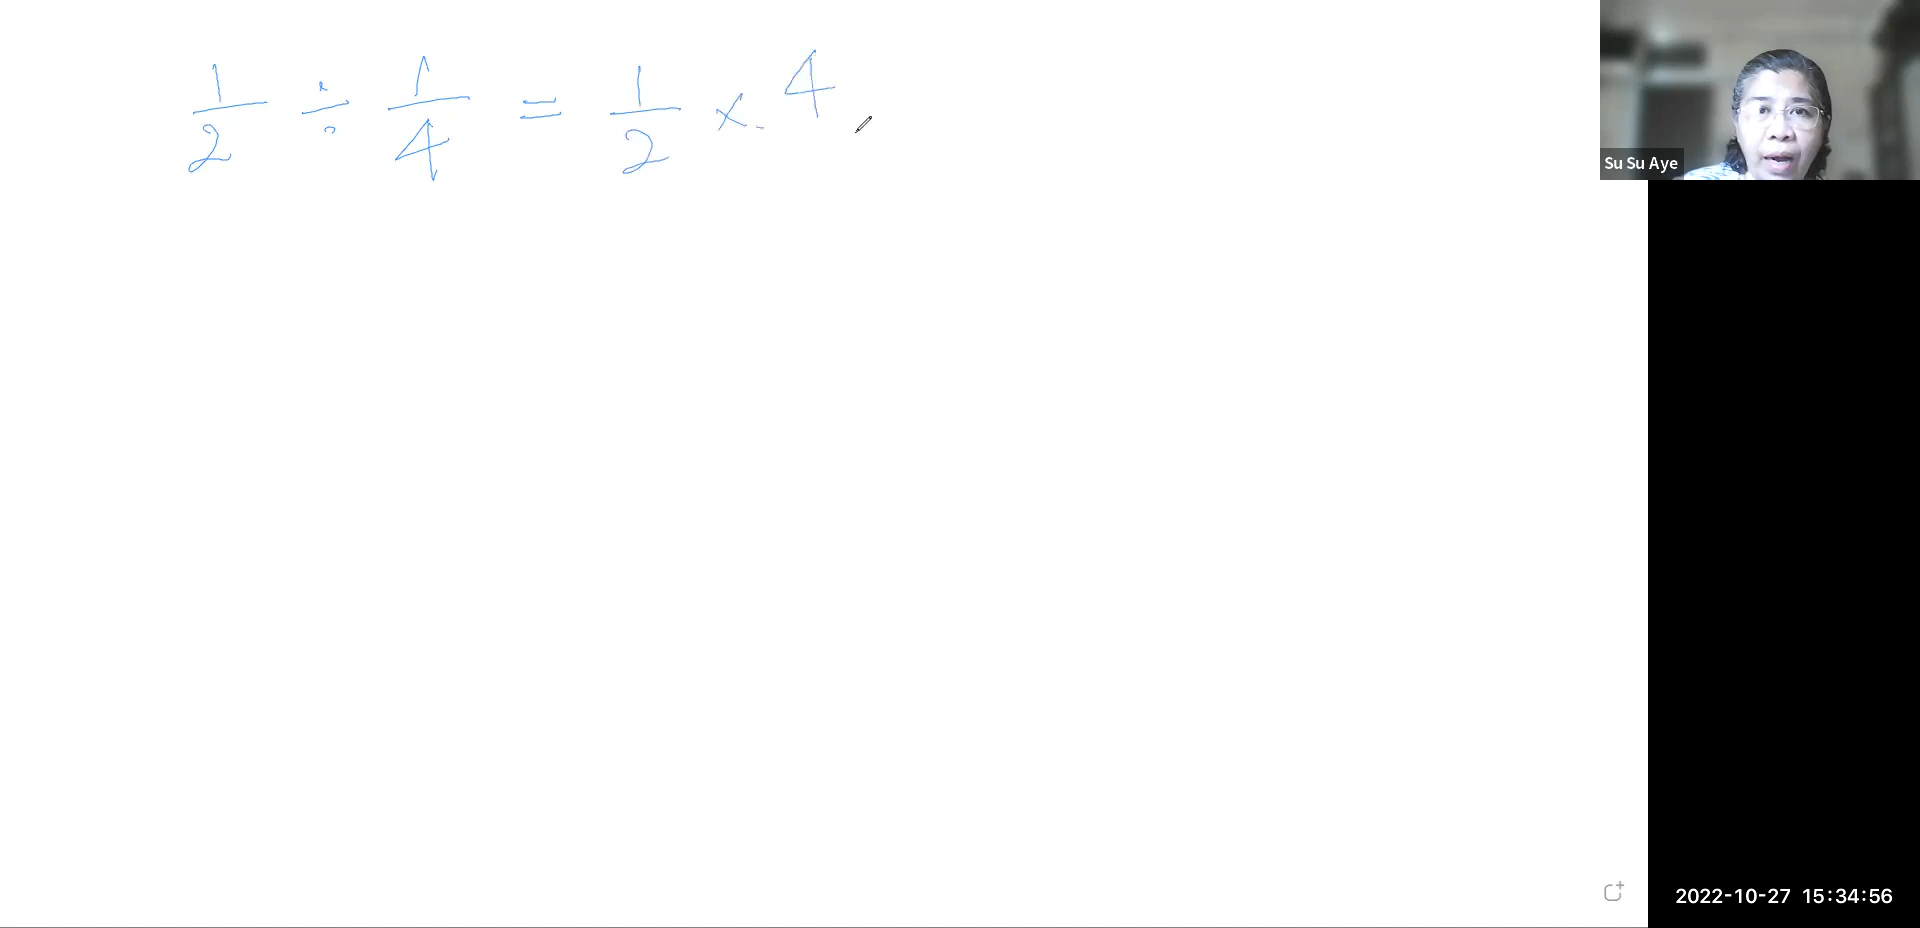 1/2 ÷ 1/4 = 1/2 × 4
Su Su Aye
2022-10-27 15:34:56